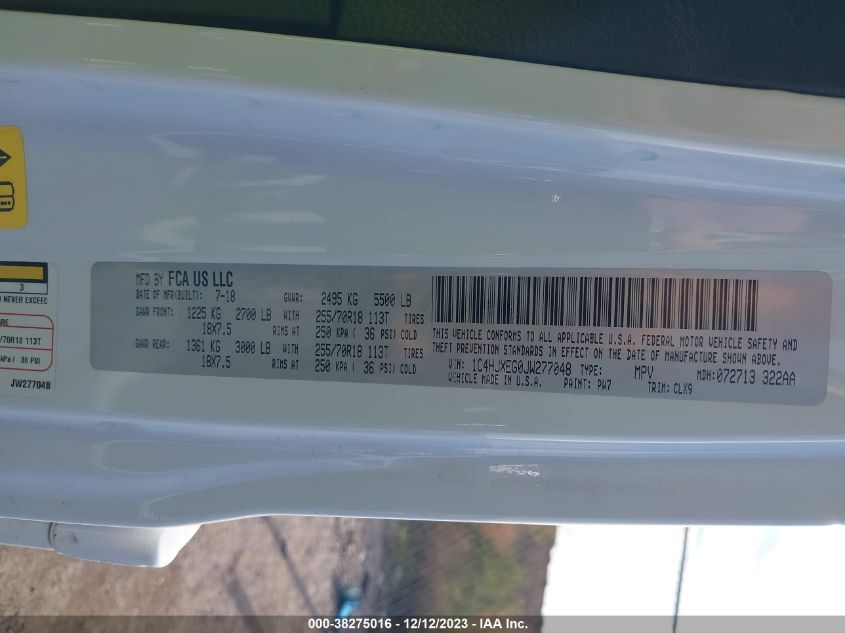 3
NEVER EXCEED
/70R18 113T
kPa/ 36 PSI
JW277048
MFD BY FCA US LLC
DATE OF MFR(BUILT): 7-18 GVWR: 2495 KG 5500 LB
GAWR FRONT: 1225 KG 2700 LB WITH 255/70R18 113T TIRES
18X7.5 RIMS AT 250 KPA ( 36 PSI) COLD
GAWR REAR: 1361 KG 3000 LB WITH 255/70R18 113T TIRES
18X7.5 RIMS AT 250 KPA ( 36 PSI) COLD
THIS VEHICLE CONFORMS TO ALL APPLICABLE U.S.A. FEDERAL MOTOR VEHICLE SAFETY AND
THEFT PREVENTION STANDARDS IN EFFECT ON THE DATE OF MANUFACTURE SHOWN ABOVE.
VIN: 1C4HJXEG0JW277048 TYPE: MPV MDH: 072713 322AA
VEHICLE MADE IN U.S.A. PAINT: PW7 TRIM: CLX9
000-38275016 - 12/12/2023 - IAA Inc.